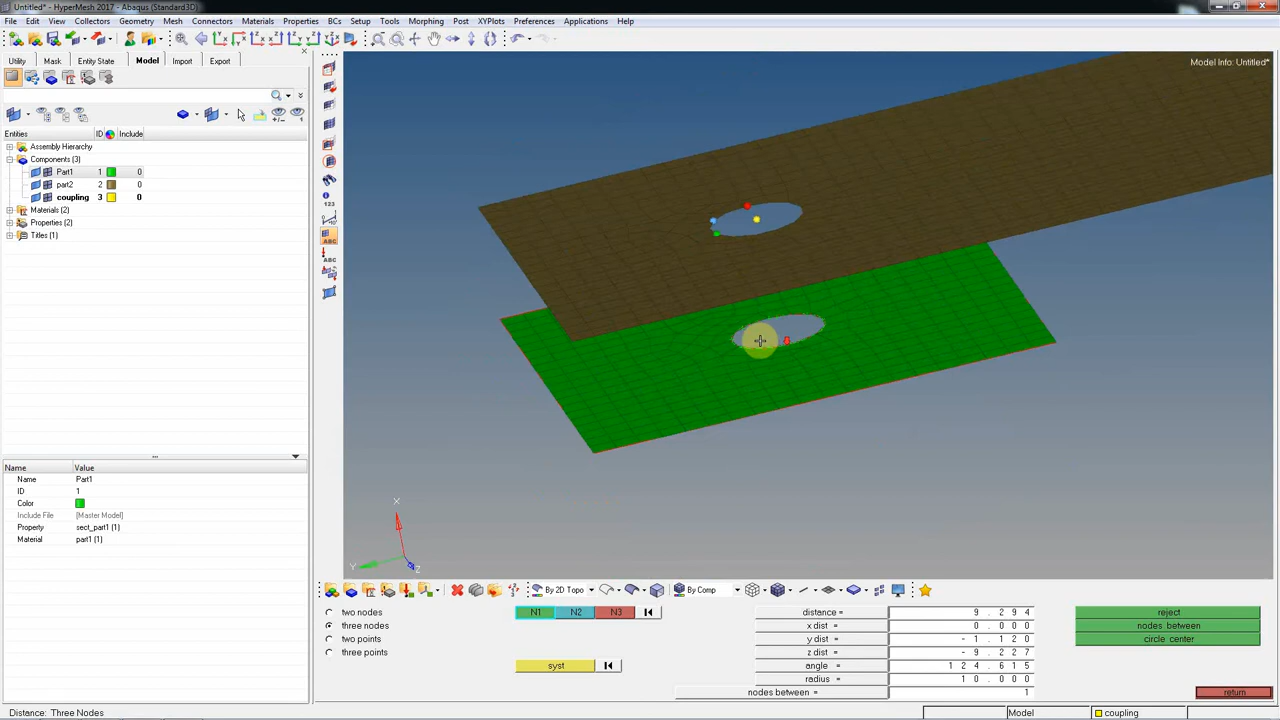 Untitled* - HyperMesh 2017 - Abaqus (Standard3D)
File Edit View Collectors Geometry Mesh Connectors Materials Properties BCs Setup Tools Morphing Post XYPlots Preferences Applications Help
Utility Mask Entity State Model Import Export
Model Info: Untitled*
Entities ID Include
Assembly Hierarchy
Components (3)
Part1 1 0
part2 2 0
coupling 3 0
Materials (2)
Properties (2)
Titles (1)
123
ABC
ABC
Name Value
Name Part1
ID 1
Color
Include File [Master Model]
Property sect_part1 (1)
Material part1 (1)
X
Y
Z
By 2D Topo By Comp
two nodes N1 N2 N3 distance = 9.294 reject
three nodes x dist = 0.000 nodes between
two points y dist = -1.120 circle center
three points z dist = -9.227
syst angle = 124.615
radius = 10.000
nodes between = 1 return
Distance: Three Nodes Model coupling